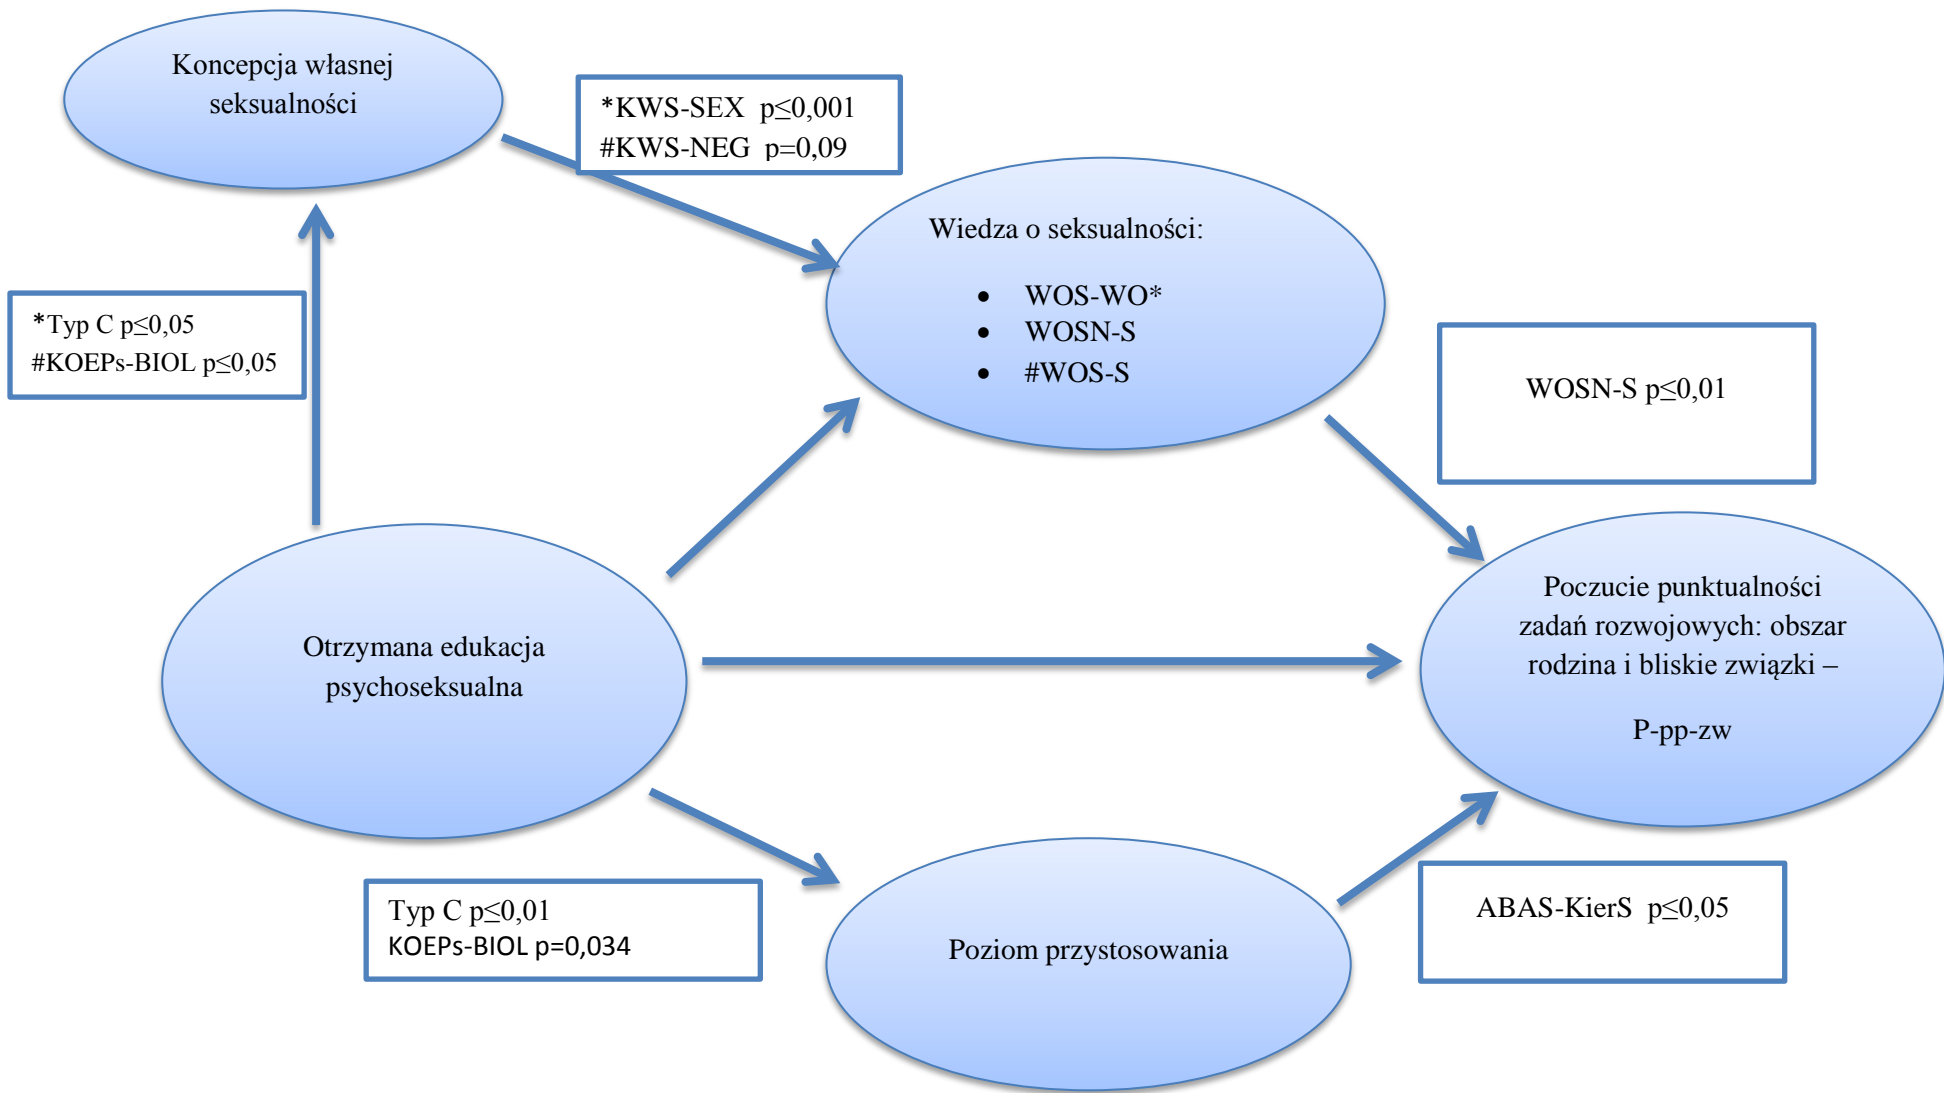 Koncepcja własnej
seksualności
*KWS-SEX p≤0,001
#KWS-NEG p=0,09
Wiedza o seksualności:
• WOS-WO*
• WOSN-S
• #WOS-S
*Typ C p≤0,05
#KOEPs-BIOL p≤0,05
WOSN-S p≤0,01
Otrzymana edukacja
psychoseksualna
Poczucie punktualności
zadań rozwojowych: obszar
rodzina i bliskie związki –
P-pp-zw
Typ C p≤0,01
KOEPs-BIOL p=0,034
Poziom przystosowania
ABAS-KierS p≤0,05